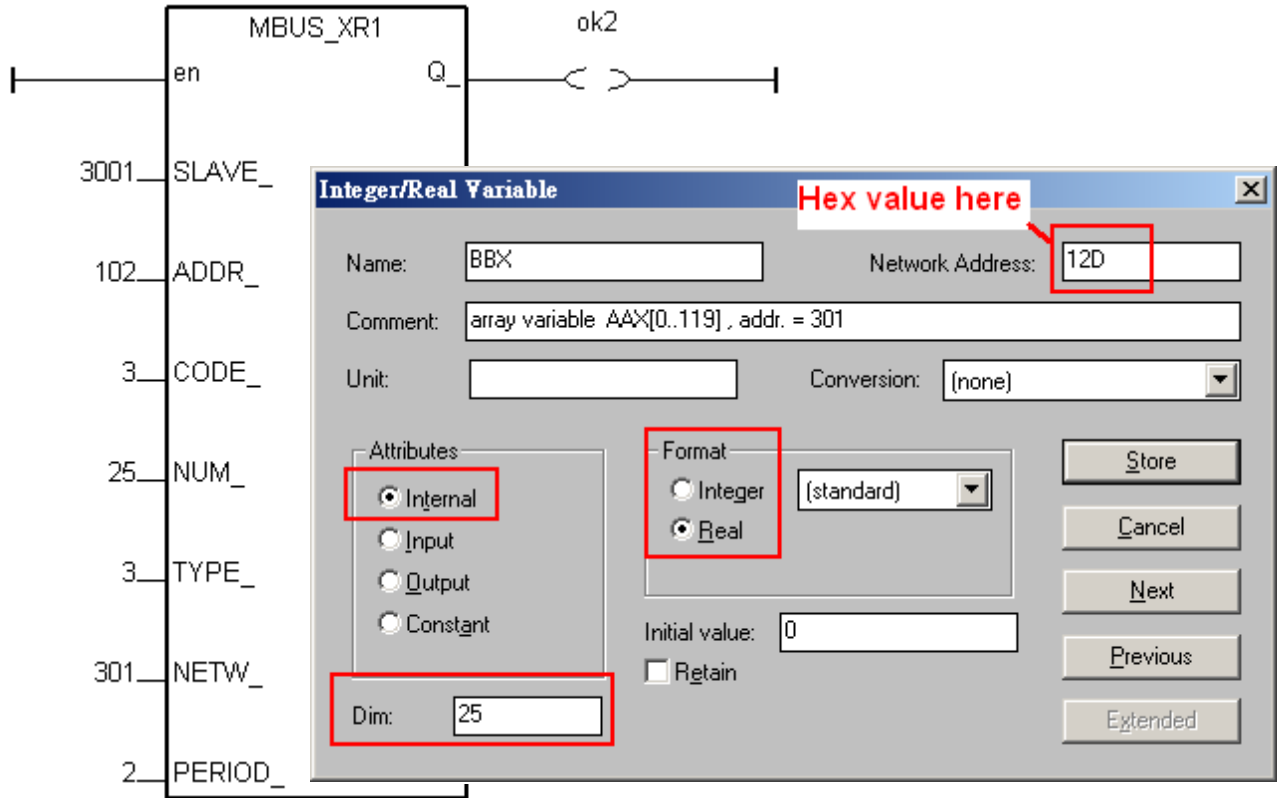 MBUS_XR1
ok2
en
Q_
3001
SLAVE_
102
ADDR_
3
CODE_
25
NUM_
3
TYPE_
301
NETW_
2
PERIOD_
Integer/Real Variable
Hex value here
Name:
BBX
Network Address:
12D
Comment:
array variable AAX[0..119] , addr. = 301
Unit:
Conversion:
(none)
Attributes
Internal
Input
Output
Constant
Format
Integer
(standard)
Real
Initial value:
0
Retain
Dim:
25
Store
Cancel
Next
Previous
Extended